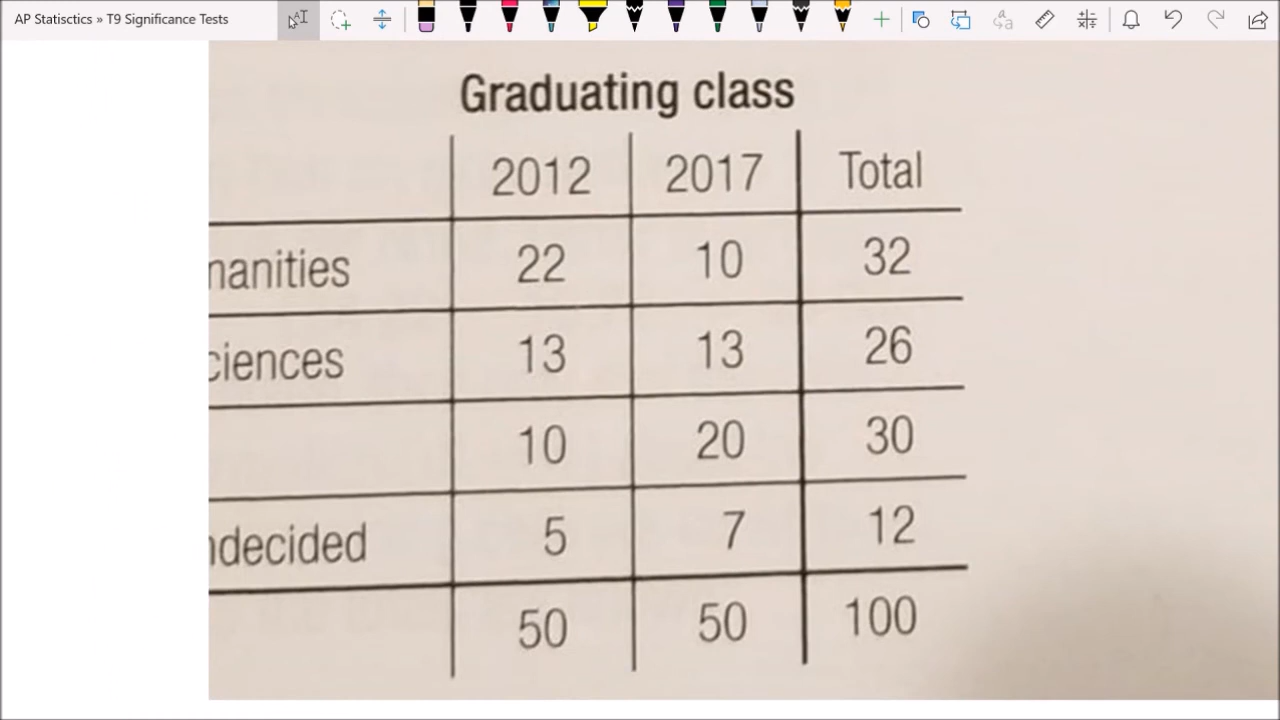 AP Statisctics » T9 Significance Tests
Graduating class
2012 2017 Total
manities 22 10 32
ciences 13 13 26
10 20 30
ndecided 5 7 12
50 50 100